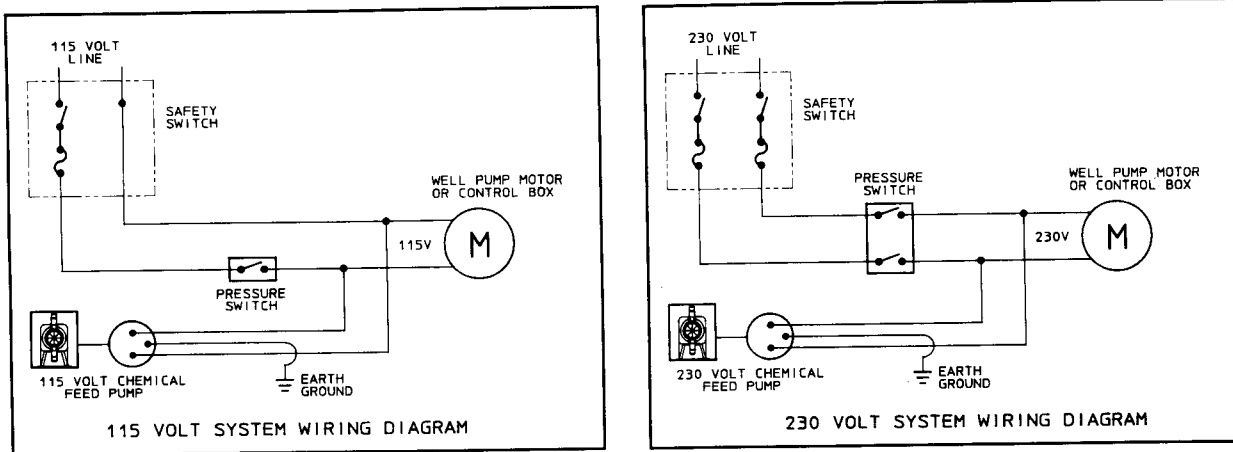 115 VOLT
LINE
SAFETY
SWITCH
WELL PUMP MOTOR
OR CONTROL BOX
115V
M
PRESSURE
SWITCH
115 VOLT CHEMICAL
FEED PUMP
EARTH
GROUND
115 VOLT SYSTEM WIRING DIAGRAM
230 VOLT
LINE
SAFETY
SWITCH
PRESSURE
SWITCH
WELL PUMP MOTOR
OR CONTROL BOX
230V
M
230 VOLT CHEMICAL
FEED PUMP
EARTH
GROUND
230 VOLT SYSTEM WIRING DIAGRAM